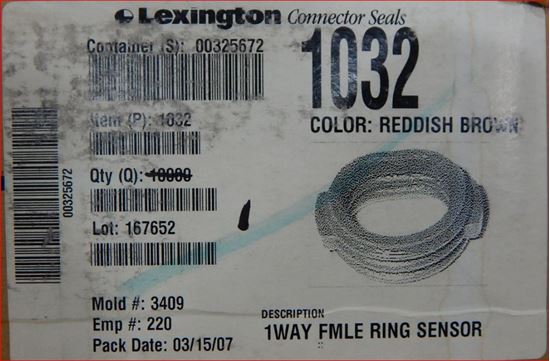 Lexington Connector Seals
Container (S): 00325672
1032
Item (P): 1032
COLOR: REDDISH BROWN
Qty (Q): 10000
00325672
Lot: 167652
Mold #: 3409
Emp #: 220
Pack Date: 03/15/07
DESCRIPTION
1WAY FMLE RING SENSOR